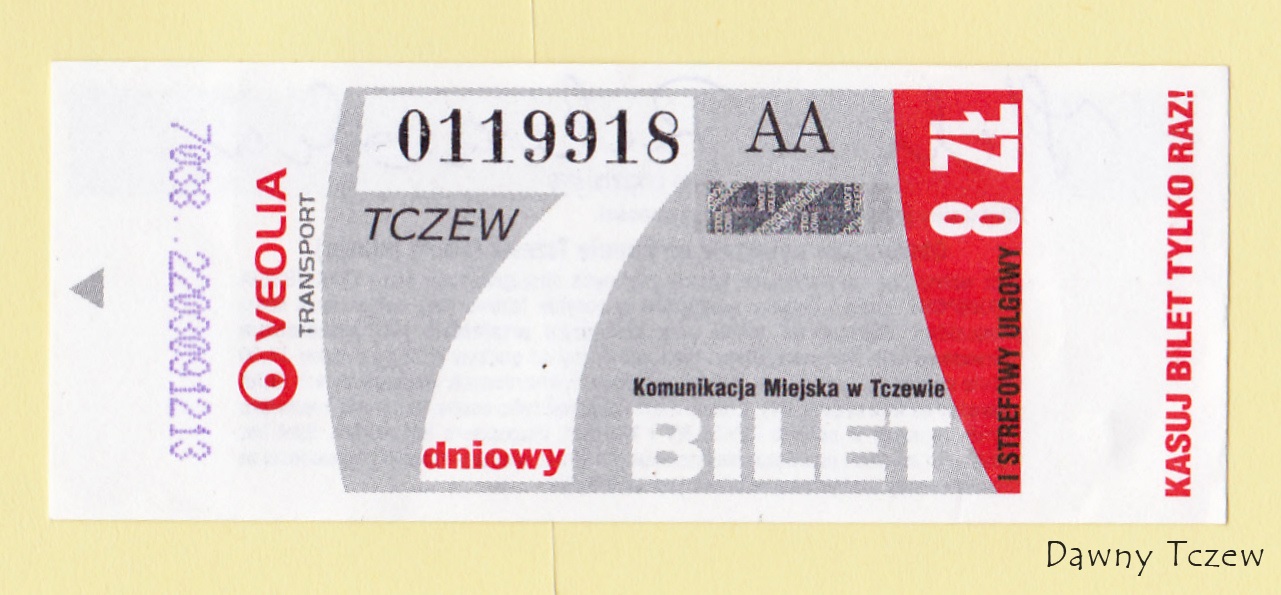 7008.. 2203091213
VEOLIA
TRANSPORT
0119918
AA
TCZEW
7
dniowy
Komunikacja Miejska w Tczewie
BILET
8 zł
I STREFOWY ULGOWY
KASUJ BILET TYLKO RAZ!
Dawny Tczew